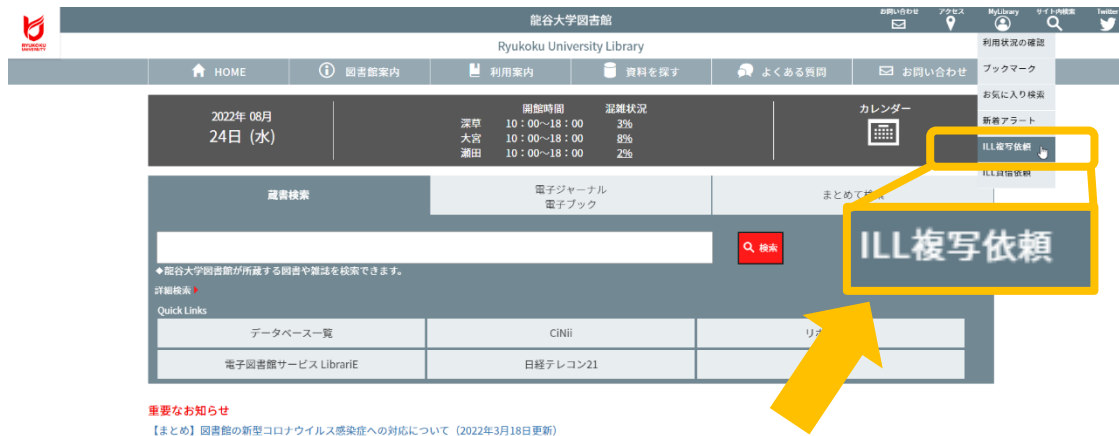 龍谷大学図書館
お問い合わせ アクセス MyLibrary サイト内検索 Twitter
RYUKOKU
UNIVERSITY
Ryukoku University Library
利用状況の確認
HOME 図書館案内 利用案内 資料を探す よくある質問 お問い合わせ
ブックマーク
お気に入り検索
新着アラート
ILL複写依頼
ILL貸借依頼
2022年 08月
24日 (水)
開館時間 混雑状況
深草 10:00~18:00 3%
大宮 10:00~18:00 8%
瀬田 10:00~18:00 2%
カレンダー
蔵書検索
電子ジャーナル
電子ブック
まとめて検索
検索
ILL複写依頼
◆龍谷大学図書館が所蔵する図書や雑誌を検索できます。
詳細検索
Quick Links
データベース一覧 CiNii リポ
電子図書館サービス LibrariE 日経テレコン21
重要なお知らせ
【まとめ】図書館の新型コロナウイルス感染症への対応について(2022年3月18日更新)